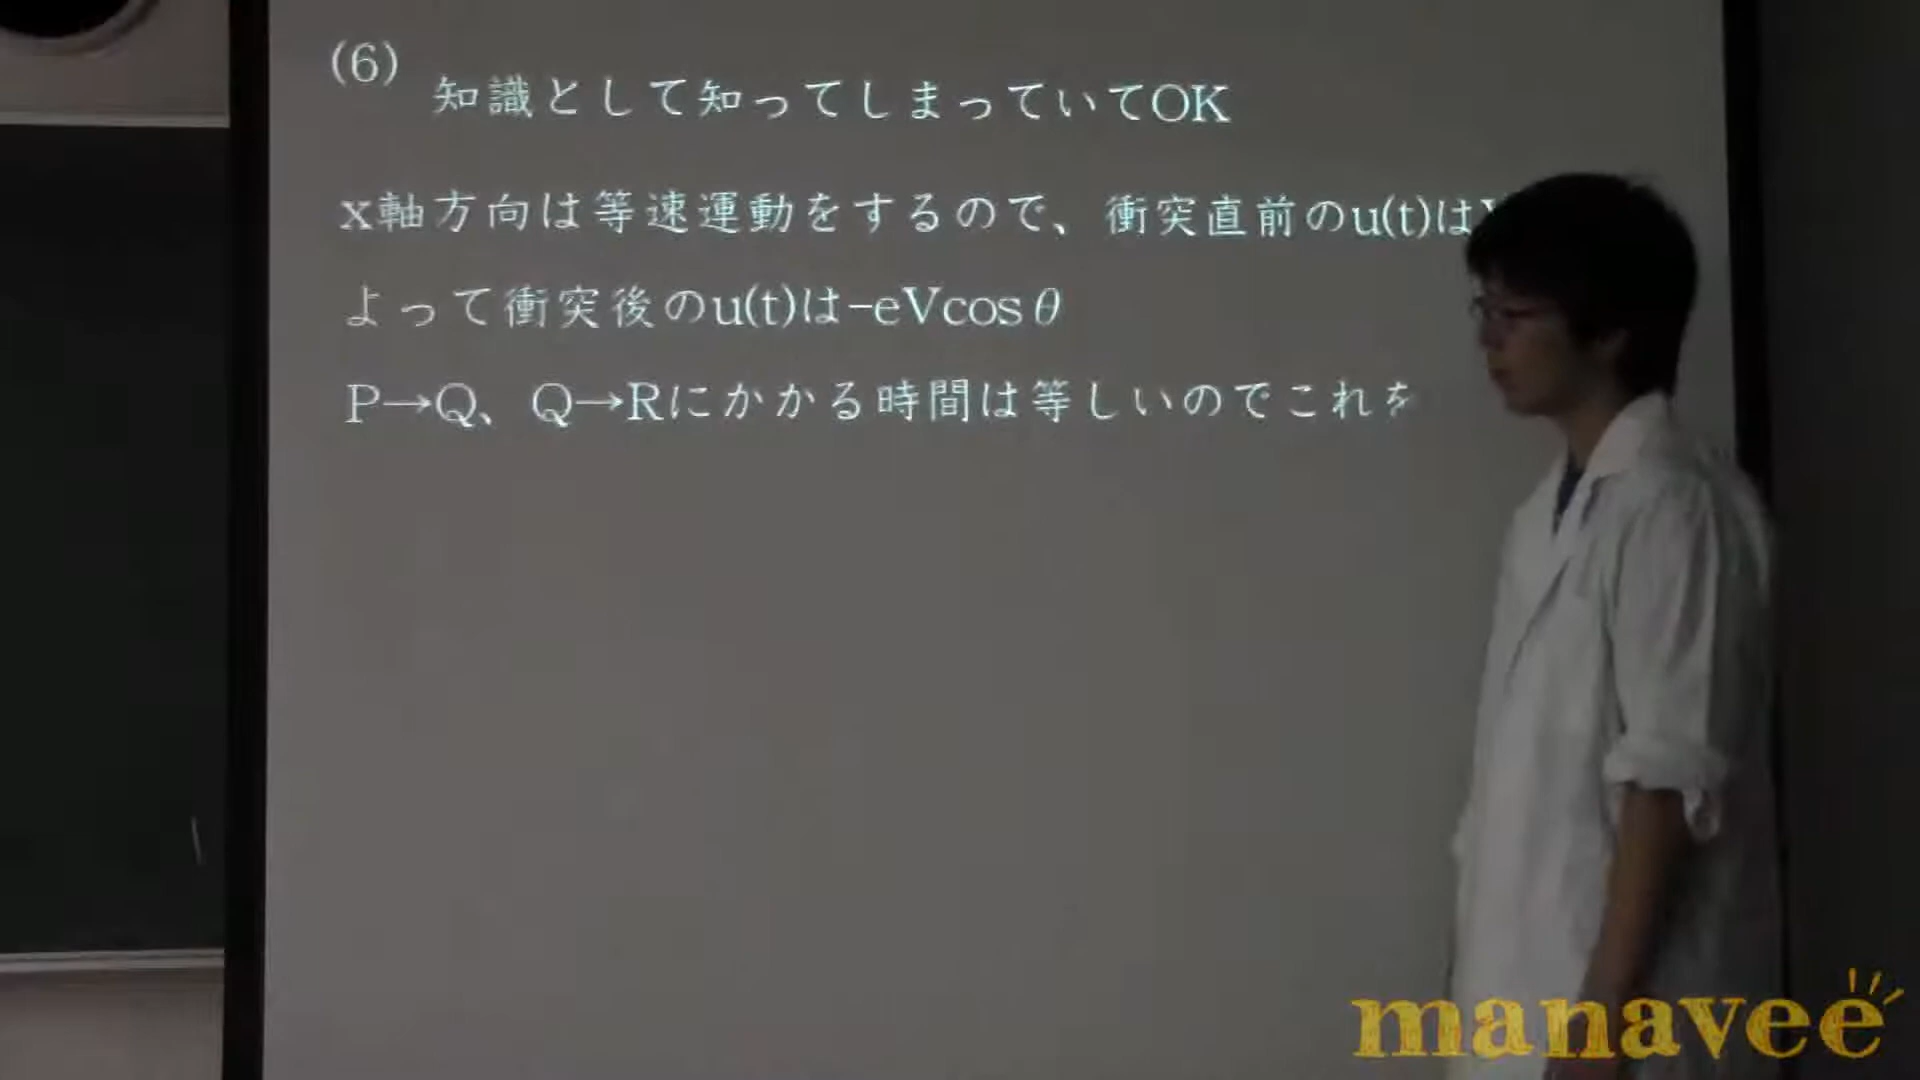 (6)
知識として知ってしまっていてOK
x軸方向は等速運動をするので、衝突直前のu(t)は
よって衝突後のu(t)は-eVcosθ
P→Q、Q→Rにかかる時間は等しいのでこれを
manavee